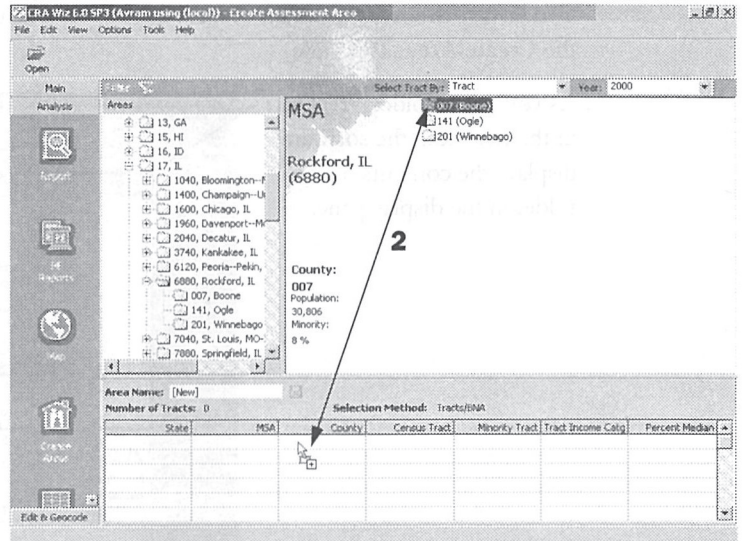 CRA Wiz 6.0 SP3 (Avram using (local)) - Create Assessment Area
File Edit View Options Tools Help
Open
Main
Filter
Select Tract By: Tract
Year: 2000
Analysis
Areas
13, GA
15, HI
16, ID
17, IL
1040, Bloomington--
1400, Champaign--
1600, Chicago, IL
1960, Davenport--
2040, Decatur, IL
3740, Kankakee, IL
6120, Peoria--Pekin,
6880, Rockford, IL
007, Boone
141, Ogle
201, Winnebago
7040, St. Louis, MO-
7880, Springfield, IL
MSA
Rockford, IL
(6880)
County:
007
Population:
30,806
Minority:
8 %
007 (Boone)
141 (Ogle)
201 (Winnebago)
2
Report
Reports
Map
Create
Areas
Edit & Geocode
Area Name: [New]
Number of Tracts: 0
Selection Method: Tracts/BNA
State MSA County Census Tract Minority Tract Tract Income Catg Percent Median